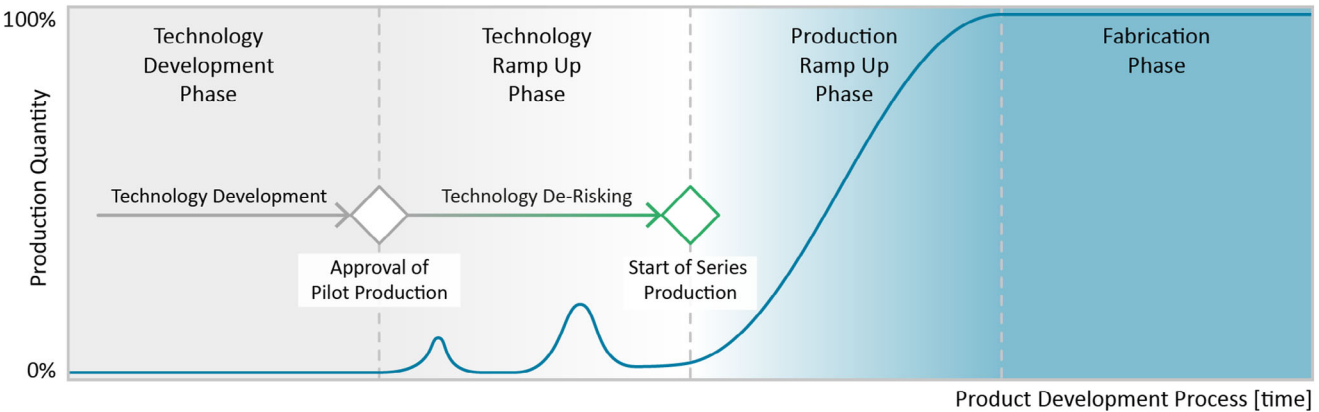 100%
Technology
Development
Phase
Technology
Ramp Up
Phase
Production
Ramp Up
Phase
Fabrication
Phase
Production Quantity
Technology Development
Technology De-Risking
Approval of
Pilot Production
Start of Series
Production
0%
Product Development Process [time]